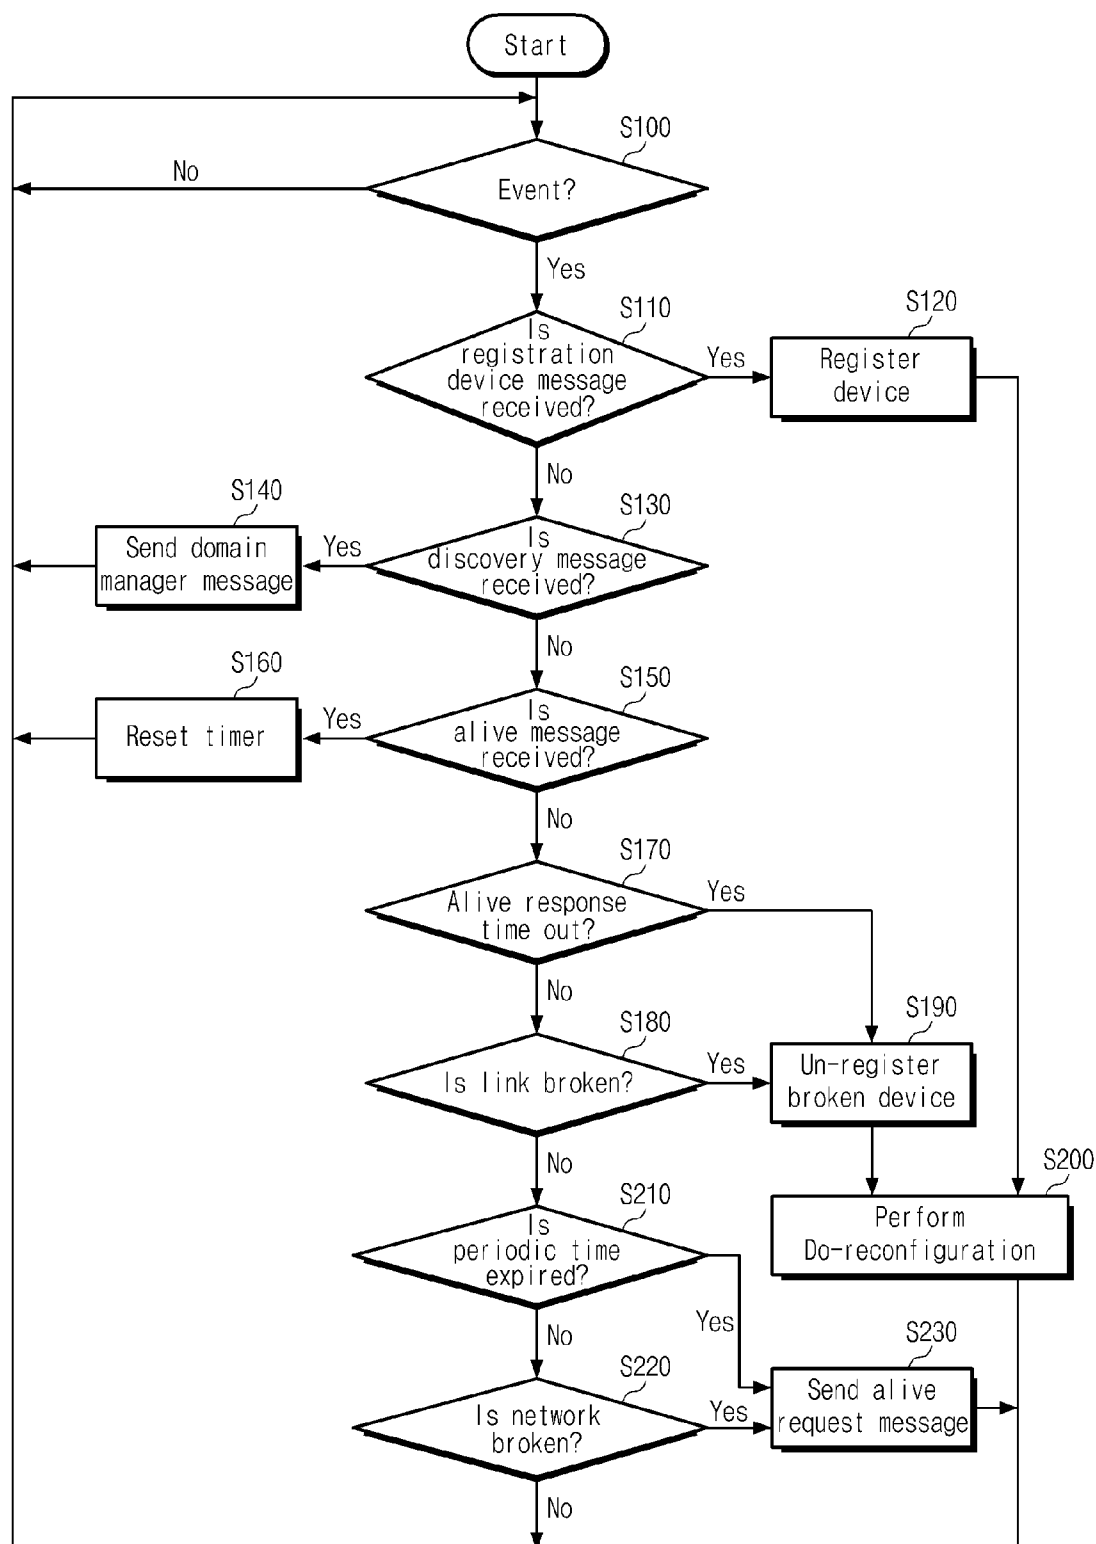 Start
S100
No
Event?
Yes
S110
Is
registration
device message
received?
Yes
S120
Register
device
No
S140
Send domain
manager message
Yes
S130
Is
discovery message
received?
No
S160
Reset timer
Yes
S150
Is
alive message
received?
No
S170
Alive response
time out?
Yes
No
S180
Is link broken?
Yes
S190
Un-register
broken device
No
S200
Perform
Do-reconfiguration
S210
Is
periodic time
expired?
Yes
No
S220
Is network
broken?
Yes
S230
Send alive
request message
No